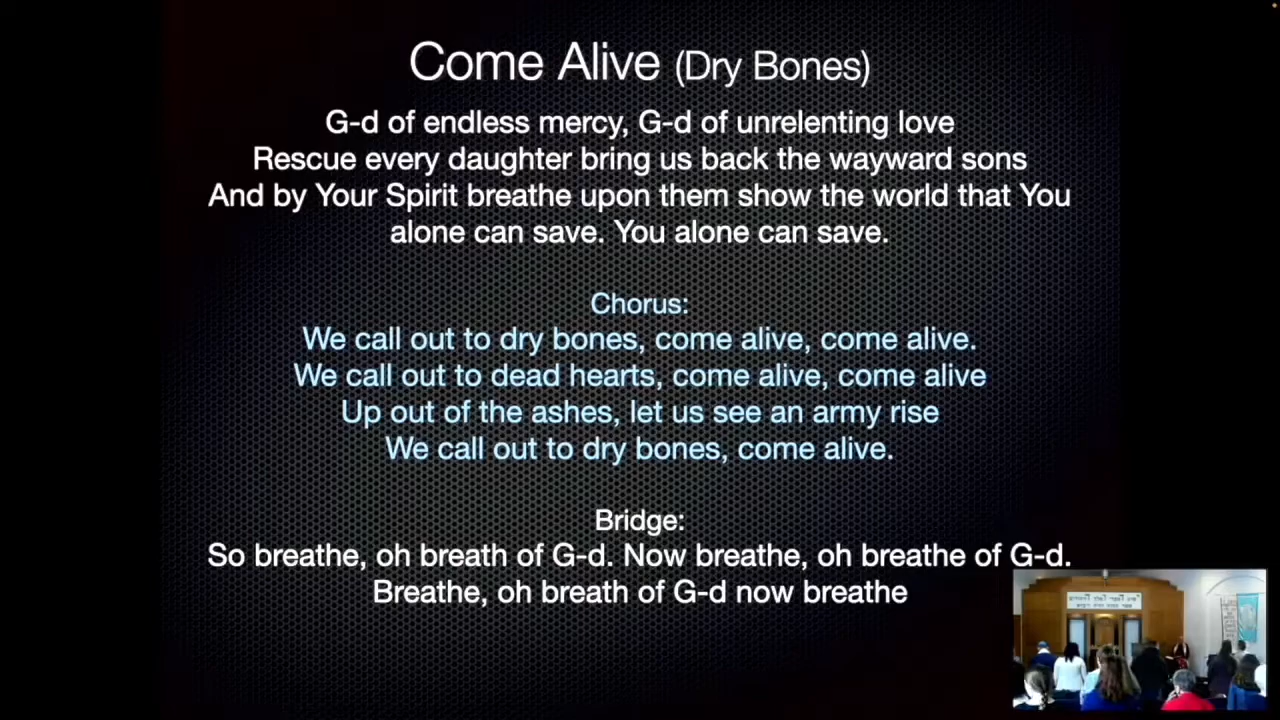 Come Alive (Dry Bones)
G-d of endless mercy, G-d of unrelenting love
Rescue every daughter bring us back the wayward sons
And by Your Spirit breathe upon them show the world that You
alone can save. You alone can save.
Chorus:
We call out to dry bones, come alive, come alive.
We call out to dead hearts, come alive, come alive
Up out of the ashes, let us see an army rise
We call out to dry bones, come alive.
Bridge:
So breathe, oh breath of G-d. Now breathe, oh breathe of G-d.
Breathe, oh breath of G-d now breathe